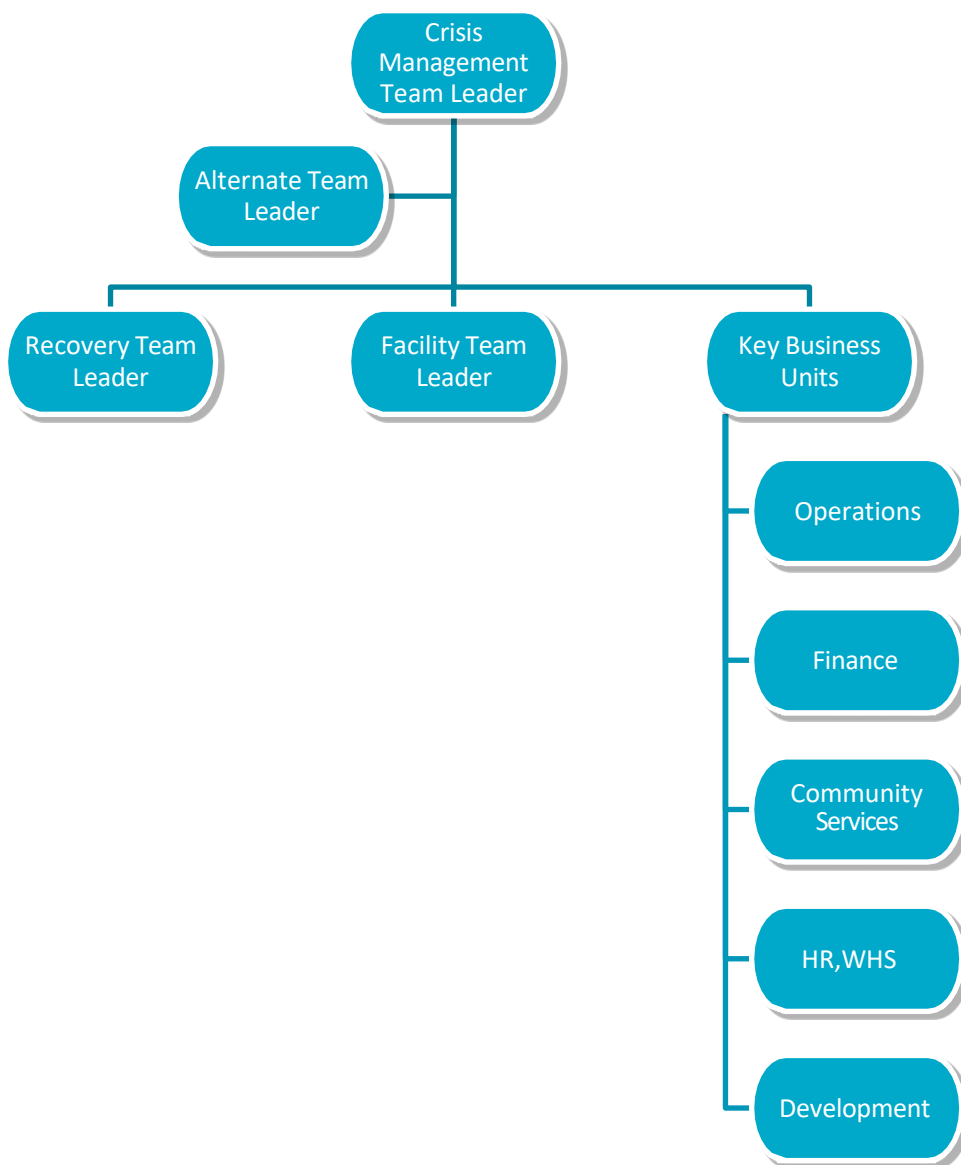 Crisis
Management
Team Leader
Alternate Team
Leader
Recovery Team
Leader
Facility Team
Leader
Key Business
Units
Operations
Finance
Community
Services
HR,WHS
Development